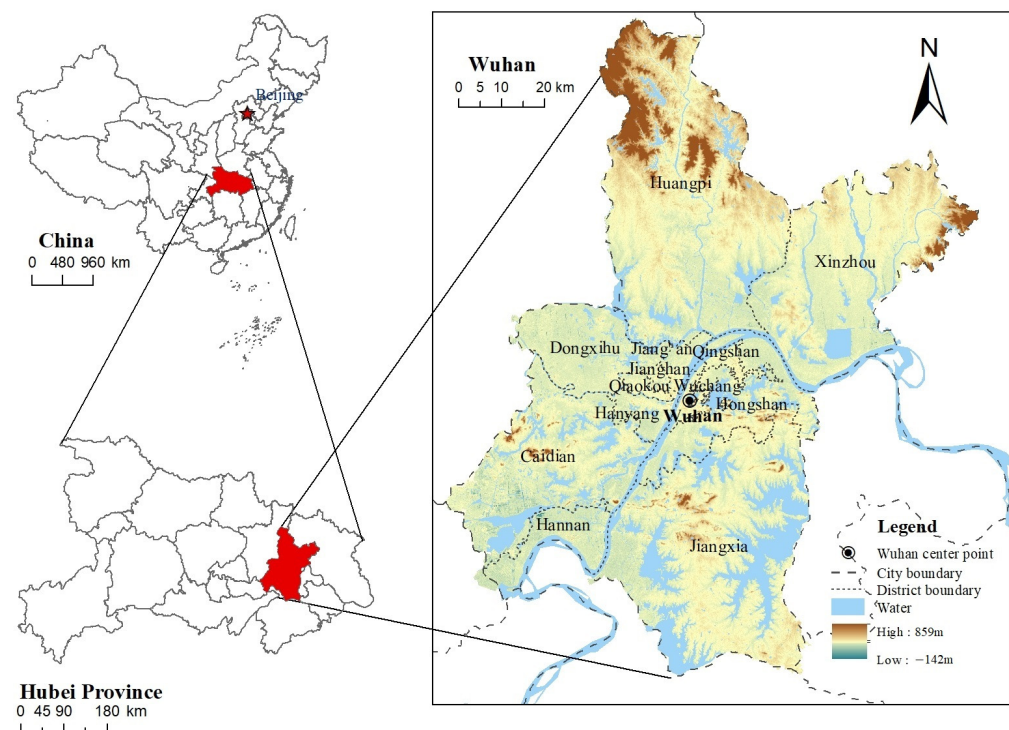 Beijing
China
0 480 960 km
Hubei Province
0 45 90 180 km
Wuhan
0 5 10 20 km
N
Huangpi
Xinzhou
Dongxihu
Jiang'an
Qingshan
Jianghan
Qiaokou
Wuchang
Hanyang
Wuhan
Hongshan
Caidian
Hannan
Jiangxia
Legend
Wuhan center point
City boundary
District boundary
Water
High : 859m
Low : −142m